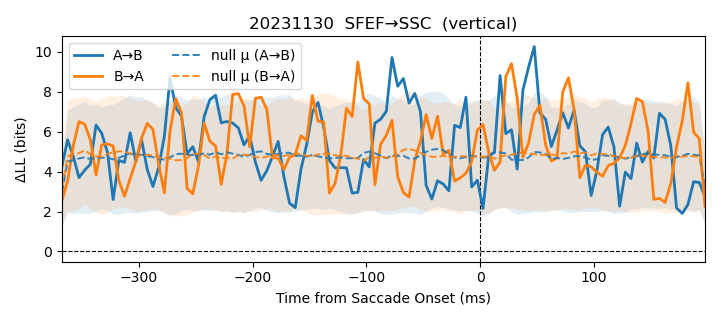 20231130  SFEF→SSC  (vertical)
ΔLL (bits)
10
8
6
4
2
0
A→B
B→A
null μ (A→B)
null μ (B→A)
−300
−200
−100
0
100
Time from Saccade Onset (ms)